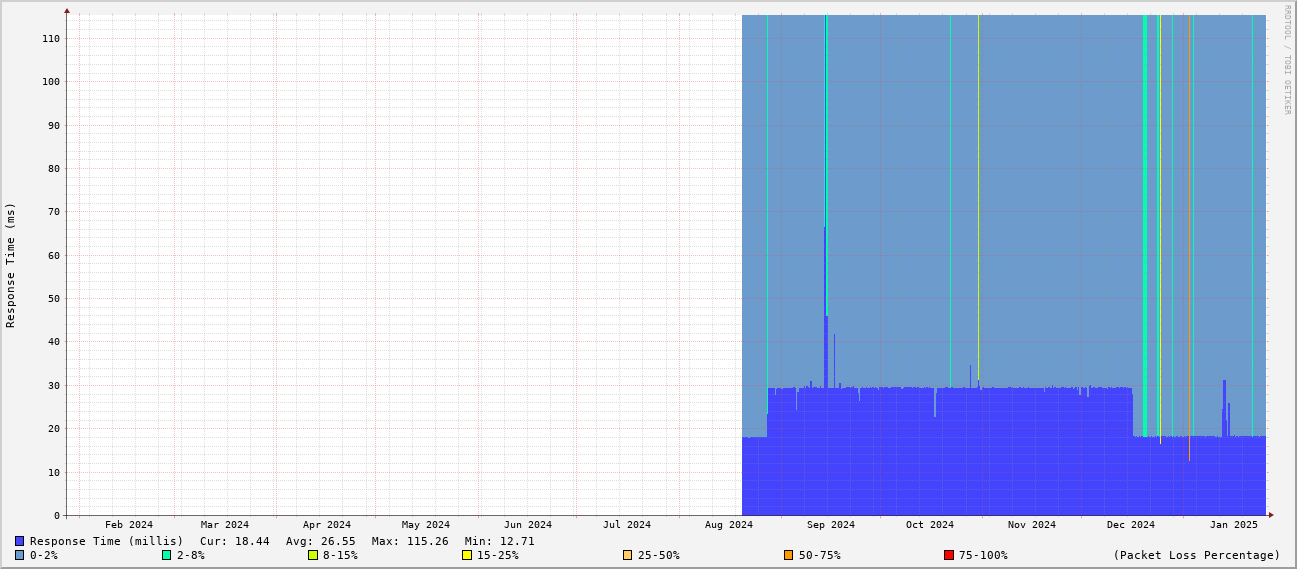 RRDTOOL / TOBI OETIKER
Response Time (ms)
110
100
90
80
70
60
50
40
30
20
10
0
Feb 2024 Mar 2024 Apr 2024 May 2024 Jun 2024 Jul 2024 Aug 2024 Sep 2024 Oct 2024 Nov 2024 Dec 2024 Jan 2025
Response Time (millis) Cur: 18.44 Avg: 26.55 Max: 115.26 Min: 12.71
0-2% 2-8% 8-15% 15-25% 25-50% 50-75% 75-100% (Packet Loss Percentage)